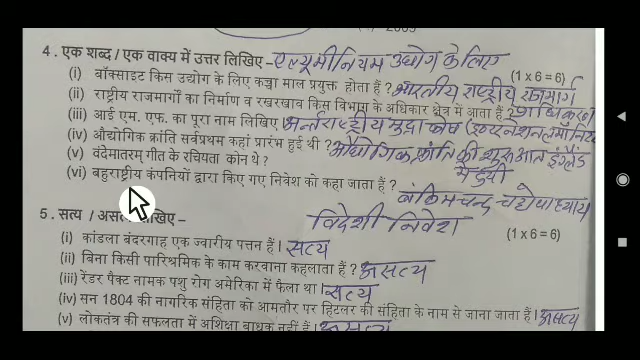 4. एक शब्द / एक वाक्य में उत्तर लिखिए - एल्यूमीनियम उद्योग के लिए
(i) बॉक्साइट किस उद्योग के लिए कच्चा माल प्रयुक्त होता है ? (1 x 6 = 6)
भारतीय राष्ट्रीय राजमार्ग
(ii) राष्ट्रीय राजमार्गों का निर्माण व रखरखाव किस विभाग के अधिकार क्षेत्र में आता है ?
(iii) आई एम. एफ. का पूरा नाम लिखिए। अन्तर्राष्ट्रीय मुद्रा कोष
(iv) औद्योगिक क्रांति सर्वप्रथम कहां प्रारंभ हुई थी ? औद्योगिक क्रांति की शुरुआत इंग्लैंड
(v) वंदेमातरम् गीत के रचियता कोन थे ?
(vi) बहुराष्ट्रीय कंपनियों द्वारा किए गए निवेश को कहा जाता है ? बंकिमचन्द्र चट्टोपाध्याय
विदेशी निवेश
5. सत्य / लिखिए - (1 x 6 = 6)
(i) कांडला बंदरगाह एक ज्वारीय पत्तन हैं। सत्य
(ii) बिना किसी पारिश्रमिक के काम करवाना कहलाता हैं ? असत्य
(iii) रेंडर पैक्ट नामक पशु रोग अमेरिका में फैला था। सत्य
(iv) सन 1804 की नागरिक संहिता को आमतौर पर हिटलर की संहिता के नाम से जाना जाता हैं। असत्य
(v) लोकतंत्र की सफलता में अशिक्षा बाधक नहीं हैं। असत्य